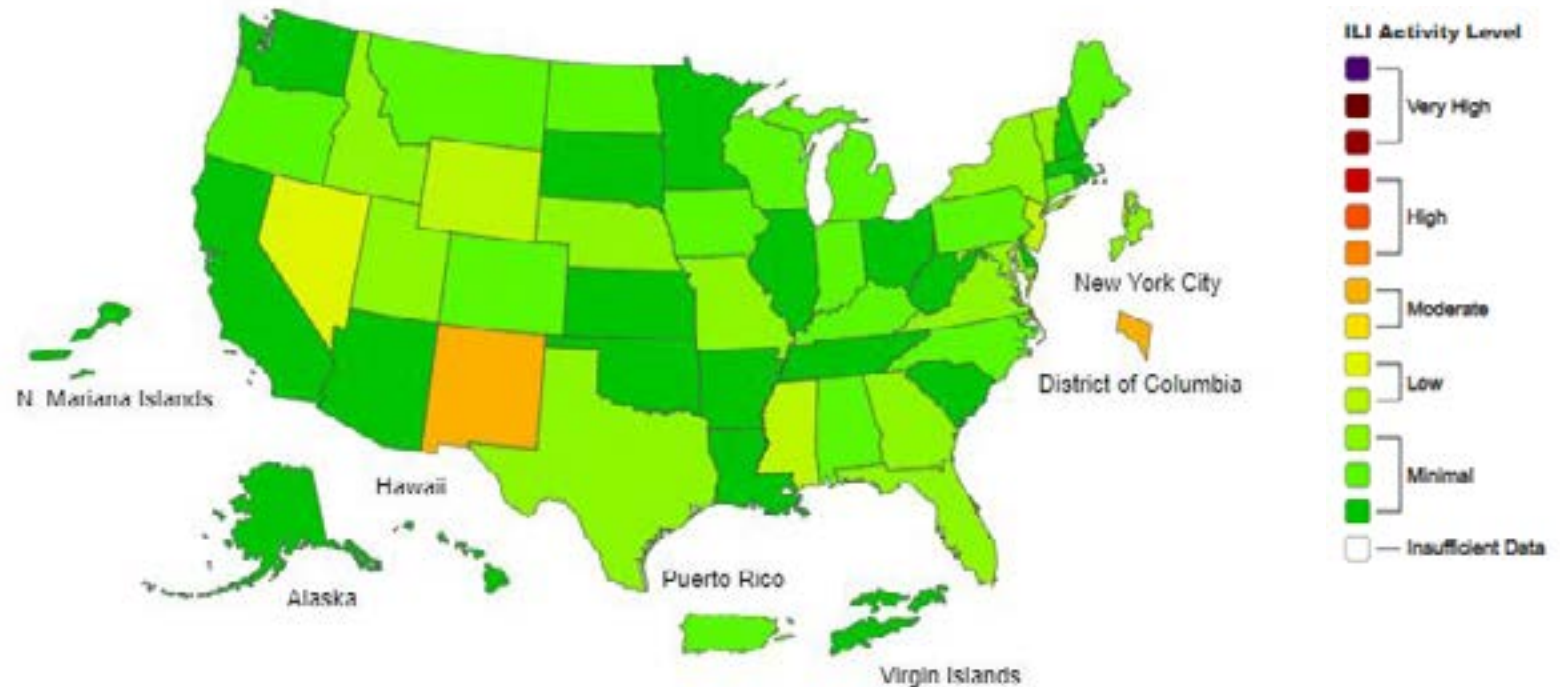 ILI Activity Level
Very High
High
Moderate
Low
Minimal
Insufficient Data
New York City
District of Columbia
N. Mariana Islands
Hawaii
Alaska
Puerto Rico
Virgin Islands